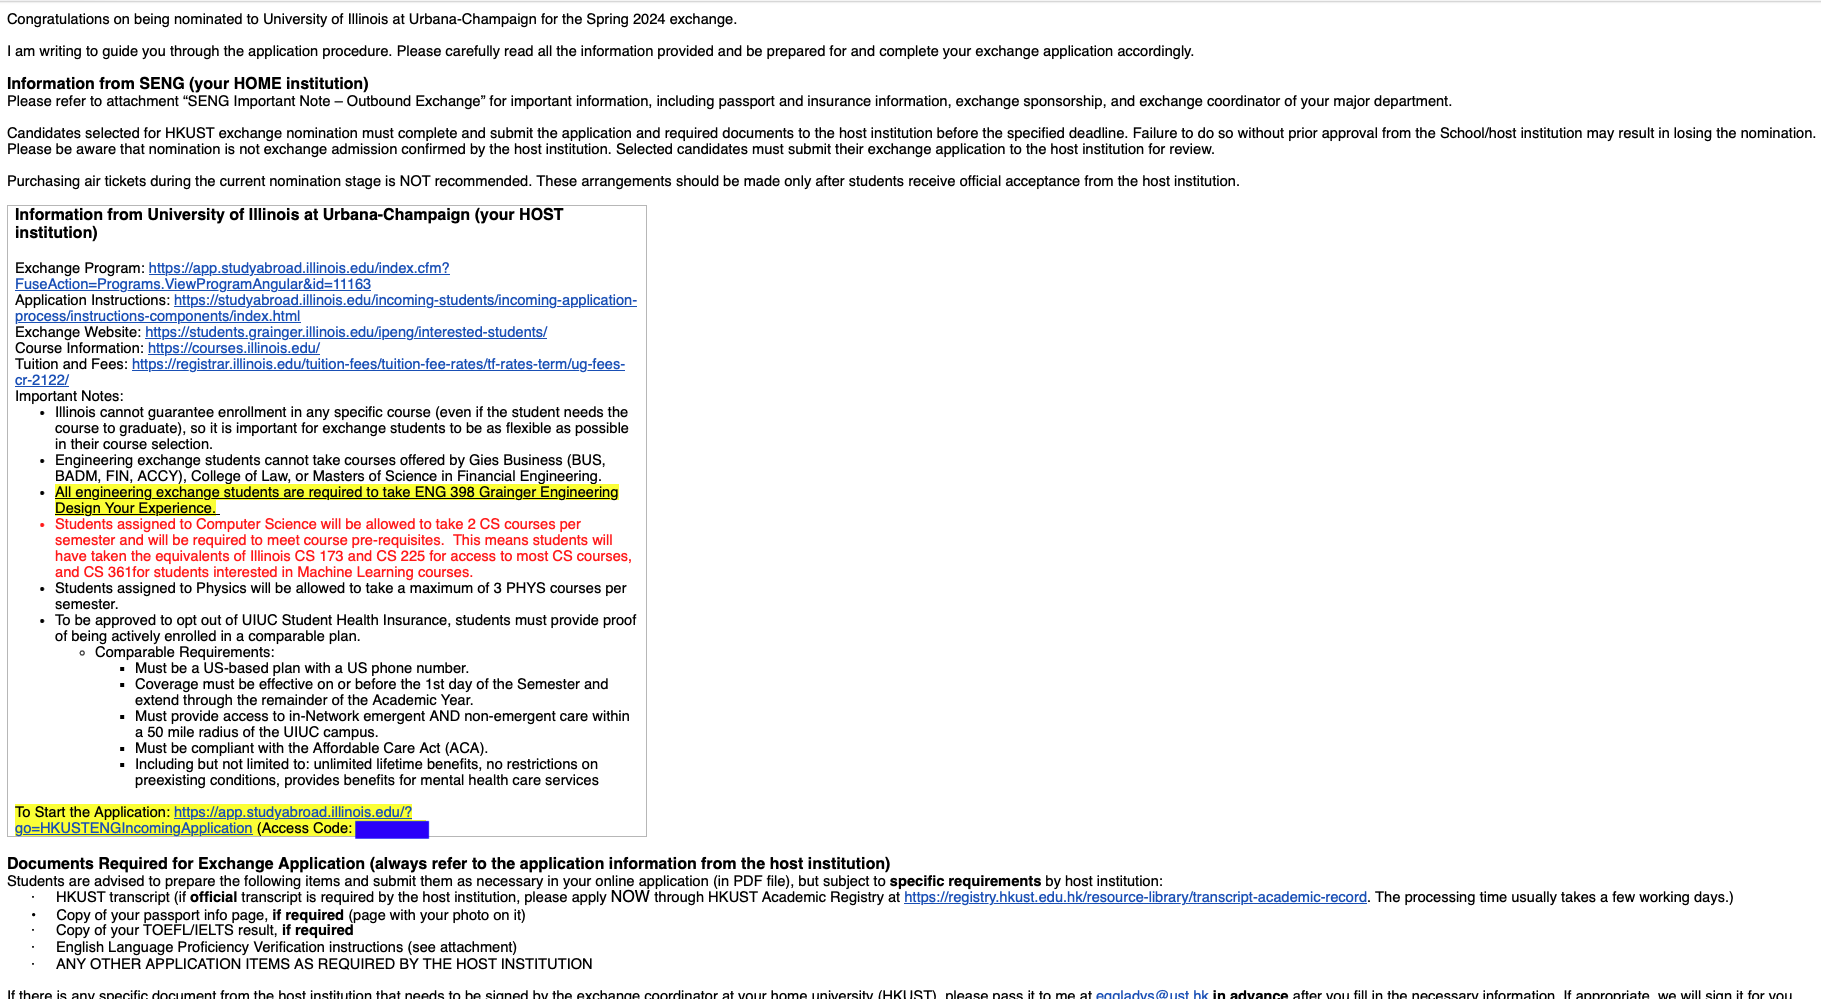 Congratulations on being nominated to University of Illinois at Urbana-Champaign for the Spring 2024 exchange.
I am writing to guide you through the application procedure. Please carefully read all the information provided and be prepared for and complete your exchange application accordingly.
Information from SENG (your HOME institution)
Please refer to attachment “SENG Important Note – Outbound Exchange” for important information, including passport and insurance information, exchange sponsorship, and exchange coordinator of your major department.
Candidates selected for HKUST exchange nomination must complete and submit the application and required documents to the host institution before the specified deadline. Failure to do so without prior approval from the School/host institution may result in losing the nomination.
Please be aware that nomination is not exchange admission confirmed by the host institution. Selected candidates must submit their exchange application to the host institution for review.
Purchasing air tickets during the current nomination stage is NOT recommended. These arrangements should be made only after students receive official acceptance from the host institution.
Information from University of Illinois at Urbana-Champaign (your HOST
institution)
Exchange Program: https://app.studyabroad.illinois.edu/index.cfm?
FuseAction=Programs.ViewProgramAngular&id=11163
Application Instructions: https://studyabroad.illinois.edu/incoming-students/incoming-application-
process/instructions-components/index.html
Exchange Website: https://students.grainger.illinois.edu/ipeng/interested-students/
Course Information: https://courses.illinois.edu/
Tuition and Fees: https://registrar.illinois.edu/tuition-fees/tuition-fee-rates/tf-rates-term/ug-fees-
cr-2122/
Important Notes:
• Illinois cannot guarantee enrollment in any specific course (even if the student needs the
course to graduate), so it is important for exchange students to be as flexible as possible
in their course selection.
• Engineering exchange students cannot take courses offered by Gies Business (BUS,
BADM, FIN, ACCY), College of Law, or Masters of Science in Financial Engineering.
• All engineering exchange students are required to take ENG 398 Grainger Engineering
Design Your Experience.
• Students assigned to Computer Science will be allowed to take 2 CS courses per
semester and will be required to meet course pre-requisites.  This means students will
have taken the equivalents of Illinois CS 173 and CS 225 for access to most CS courses,
and CS 361for students interested in Machine Learning courses.
• Students assigned to Physics will be allowed to take a maximum of 3 PHYS courses per
semester.
• To be approved to opt out of UIUC Student Health Insurance, students must provide proof
of being actively enrolled in a comparable plan.
◦ Comparable Requirements:
▪ Must be a US-based plan with a US phone number.
▪ Coverage must be effective on or before the 1st day of the Semester and
extend through the remainder of the Academic Year.
▪ Must provide access to in-Network emergent AND non-emergent care within
a 50 mile radius of the UIUC campus.
▪ Must be compliant with the Affordable Care Act (ACA).
▪ Including but not limited to: unlimited lifetime benefits, no restrictions on
preexisting conditions, provides benefits for mental health care services
To Start the Application: https://app.studyabroad.illinois.edu/?
go=HKUSTENGIncomingApplication (Access Code:
Documents Required for Exchange Application (always refer to the application information from the host institution)
Students are advised to prepare the following items and submit them as necessary in your online application (in PDF file), but subject to specific requirements by host institution:
· HKUST transcript (if official transcript is required by the host institution, please apply NOW through HKUST Academic Registry at https://registry.hkust.edu.hk/resource-library/transcript-academic-record. The processing time usually takes a few working days.)
• Copy of your passport info page, if required (page with your photo on it)
· Copy of your TOEFL/IELTS result, if required
· English Language Proficiency Verification instructions (see attachment)
· ANY OTHER APPLICATION ITEMS AS REQUIRED BY THE HOST INSTITUTION
If there is any specific document from the host institution that needs to be signed by the exchange coordinator at your home university (HKUST), please pass it to me at eggladys@ust.hk in advance after you fill in the necessary information. If appropriate, we will sign it for you